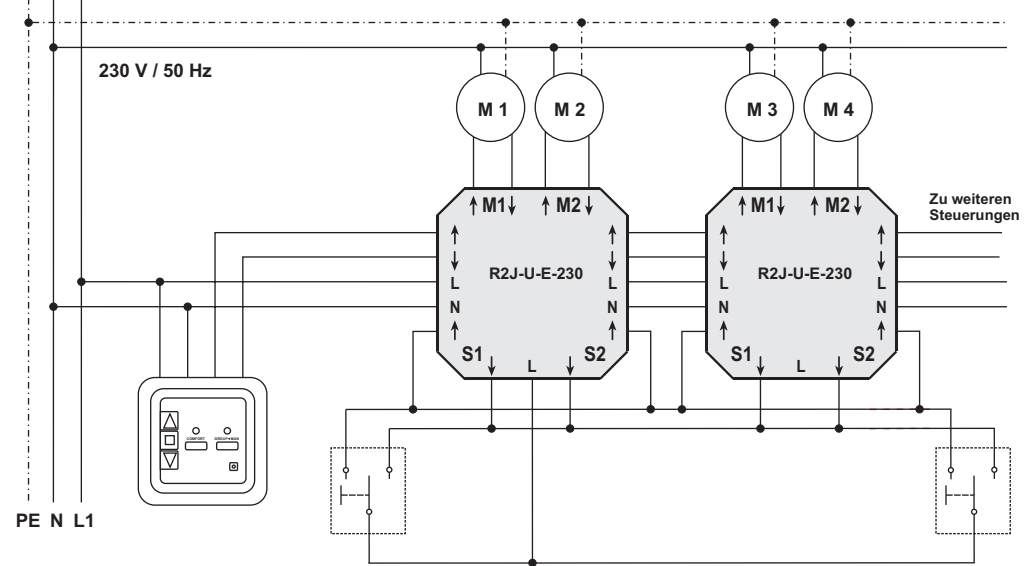 230 V / 50 Hz
M 1
M 2
M 3
M 4
↑ M1 ↓ ↑ M2 ↓
↑ M1 ↓ ↑ M2 ↓
Zu weiteren
Steuerungen
↑ ↑
↑ ↑
↓ ↓
↓ ↓
R2J-U-E-230
R2J-U-E-230
L L
L L
N N
N N
↑ ↑
↑ ↑
S1 ↓ L ↓ S2
S1 ↓ L ↓ S2
COMFORT
GROUP
MAN
PE N L1